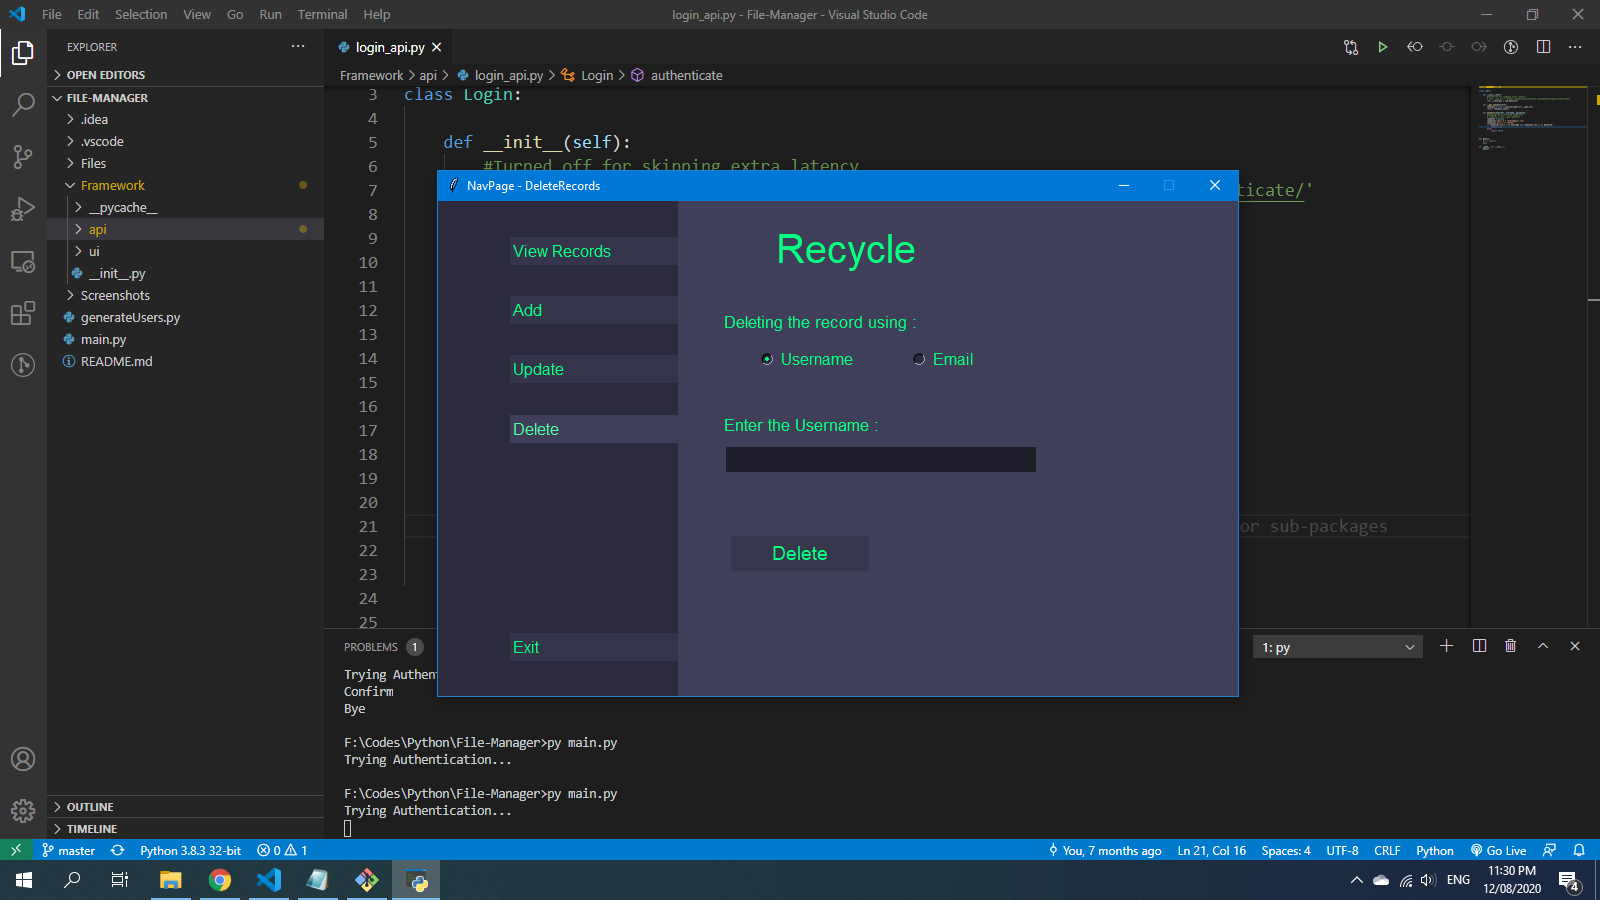 File Edit Selection View Go Run Terminal Help
login_api.py - File-Manager - Visual Studio Code
EXPLORER
OPEN EDITORS
FILE-MANAGER
.idea
.vscode
Files
Framework
__pycache__
api
ui
__init__.py
Screenshots
generateUsers.py
main.py
README.md
OUTLINE
TIMELINE
login_api.py
Framework > api > login_api.py > Login > authenticate
3 class Login:
4
5 def __init__(self):
6 #Turned off for skipping extra latency
7 ticate/'
8
9
10
11
12
13
14
15
16
17
18
19
20
21 or sub-packages
22
23
24
25
NavPage - DeleteRecords
View Records
Add
Update
Delete
Exit
Recycle
Deleting the record using :
Username Email
Enter the Username :
Delete
PROBLEMS 1
1: py
Trying Authen
Confirm
Bye
F:\Codes\Python\File-Manager>py main.py
Trying Authentication...
F:\Codes\Python\File-Manager>py main.py
Trying Authentication...
master Python 3.8.3 32-bit 0 1 You, 7 months ago Ln 21, Col 16 Spaces: 4 UTF-8 CRLF Python Go Live
ENG
11:30 PM
12/08/2020
4